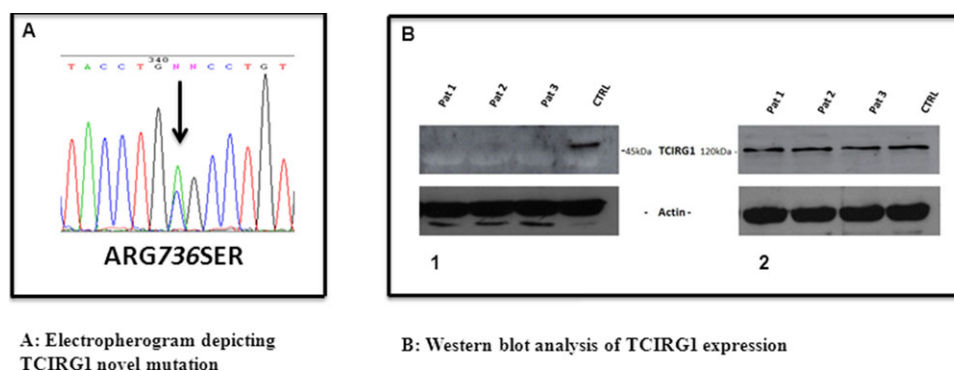 A
340
T A C C T G N N C C T G T
ARG736SER
B
Pat 1 Pat 2 Pat 3 CTRL
Pat 1 Pat 2 Pat 3 CTRL
-45kDa TCIRG1 120kDa -
- Actin -
1
2
A: Electropherogram depicting
TCIRG1 novel mutation
B: Western blot analysis of TCIRG1 expression